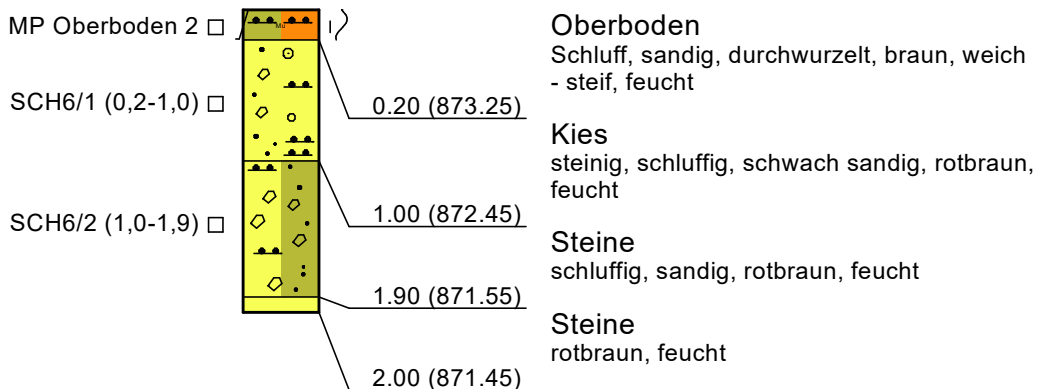 MP Oberboden 2
Mu
SCH6/1 (0,2-1,0)
SCH6/2 (1,0-1,9)
0.20 (873.25)
1.00 (872.45)
1.90 (871.55)
2.00 (871.45)
Oberboden
Schluff, sandig, durchwurzelt, braun, weich
- steif, feucht
Kies
steinig, schluffig, schwach sandig, rotbraun,
feucht
Steine
schluffig, sandig, rotbraun, feucht
Steine
rotbraun, feucht